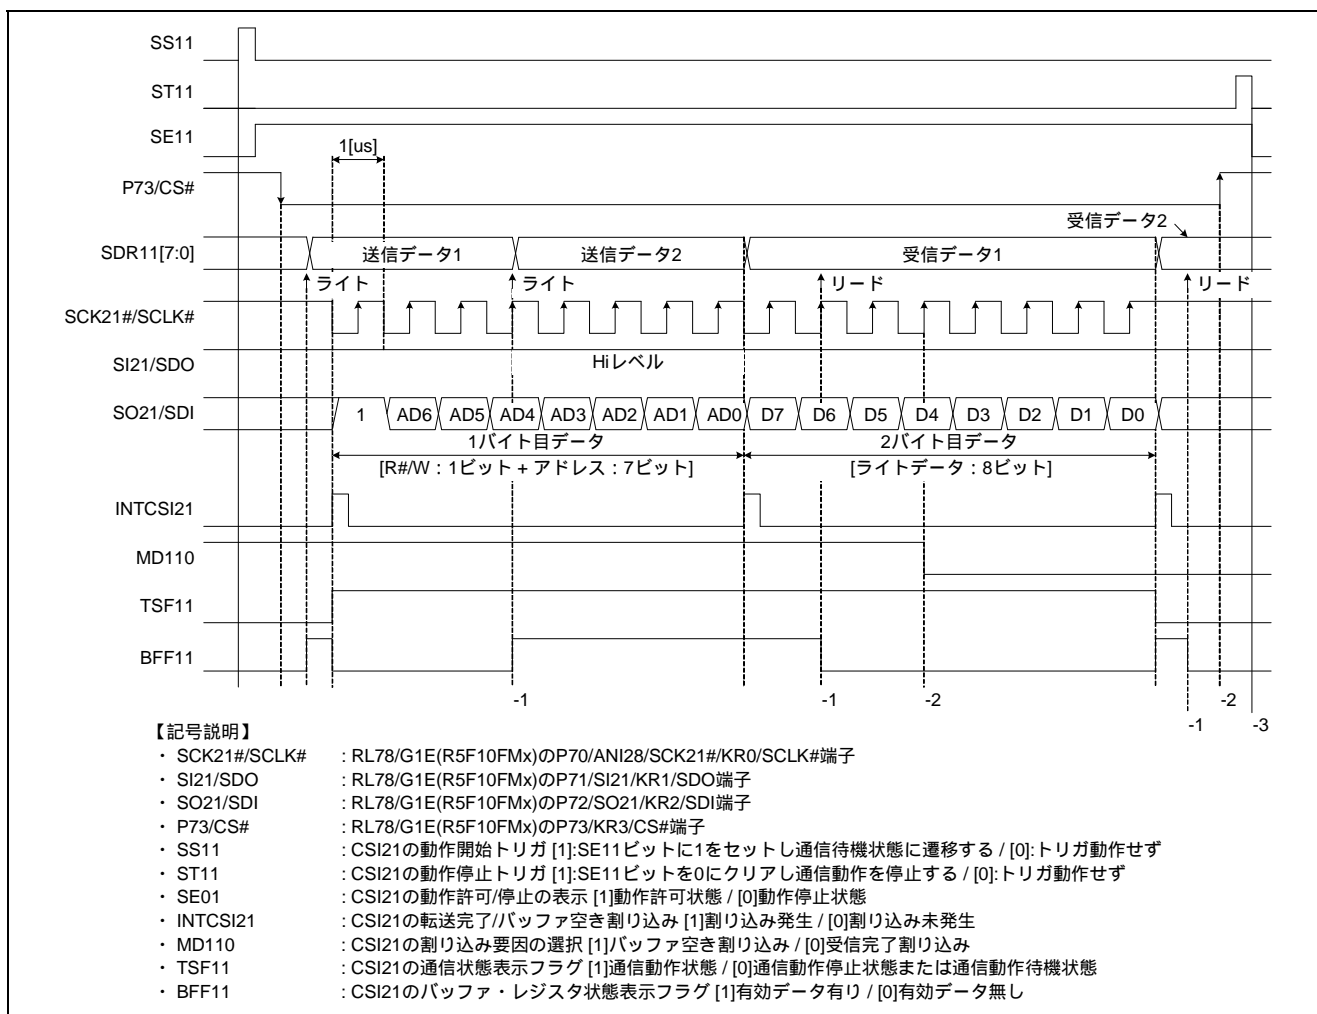 SS11
ST11
SE11
1[us]
P73/CS#
受信データ2
SDR11[7:0]
送信データ1
送信データ2
受信データ1
ライト
ライト
リード
リード
SCK21#/SCLK#
SI21/SDO
Hiレベル
SO21/SDI
1 AD6 AD5 AD4 AD3 AD2 AD1 AD0 D7 D6 D5 D4 D3 D2 D1 D0
1バイト目データ
2バイト目データ
[R#/W:1ビット + アドレス:7ビット]
[ライトデータ:8ビット]
INTCSI21
MD110
TSF11
BFF11
-1 -1 -2 -2
-1 -3
【記号説明】
・ SCK21#/SCLK# : RL78/G1E(R5F10FMx)のP70/ANI28/SCK21#/KR0/SCLK#端子
・ SI21/SDO : RL78/G1E(R5F10FMx)のP71/SI21/KR1/SDO端子
・ SO21/SDI : RL78/G1E(R5F10FMx)のP72/SO21/KR2/SDI端子
・ P73/CS# : RL78/G1E(R5F10FMx)のP73/KR3/CS#端子
・ SS11 : CSI21の動作開始トリガ [1]:SE11ビットに1をセットし通信待機状態に遷移する / [0]:トリガ動作せず
・ ST11 : CSI21の動作停止トリガ [1]:SE11ビットを0にクリアし通信動作を停止する / [0]:トリガ動作せず
・ SE01 : CSI21の動作許可/停止の表示 [1]動作許可状態 / [0]動作停止状態
・ INTCSI21 : CSI21の転送完了/バッファ空き割り込み [1]割り込み発生 / [0]割り込み未発生
・ MD110 : CSI21の割り込み要因の選択 [1]バッファ空き割り込み / [0]受信完了割り込み
・ TSF11 : CSI21の通信状態表示フラグ [1]通信動作状態 / [0]通信動作停止状態または通信動作待機状態
・ BFF11 : CSI21のバッファ・レジスタ状態表示フラグ [1]有効データ有り / [0]有効データ無し